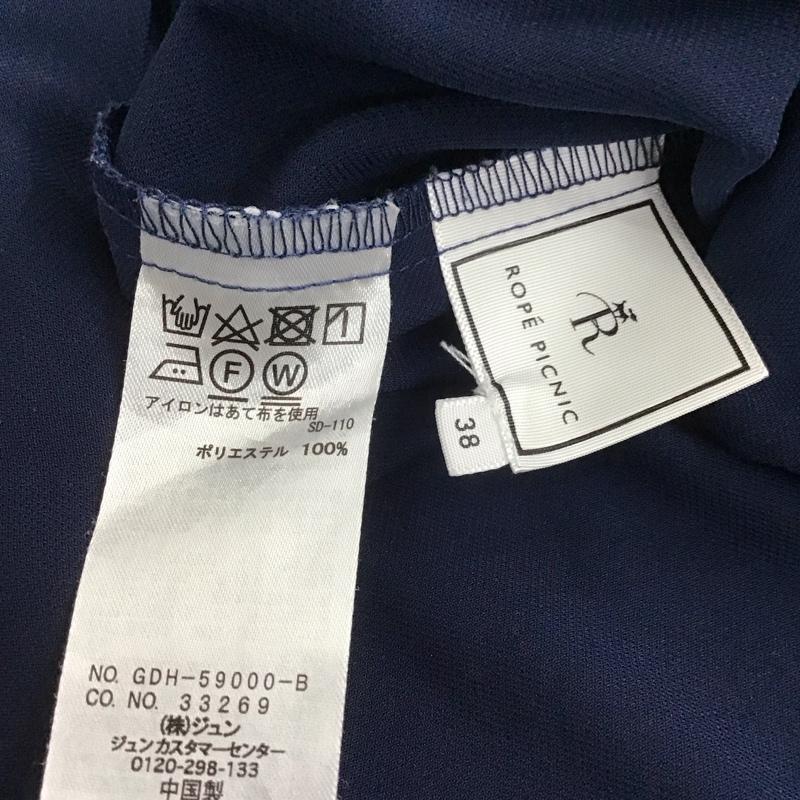 F W
アイロンはあて布を使用
SD-110
ポリエステル 100%
NO. GDH-59000-B
CO. NO. 33269
(株)ジュン
ジュンカスタマーセンター
0120-298-133
中国製
R
ROPÉ PICNIC
38